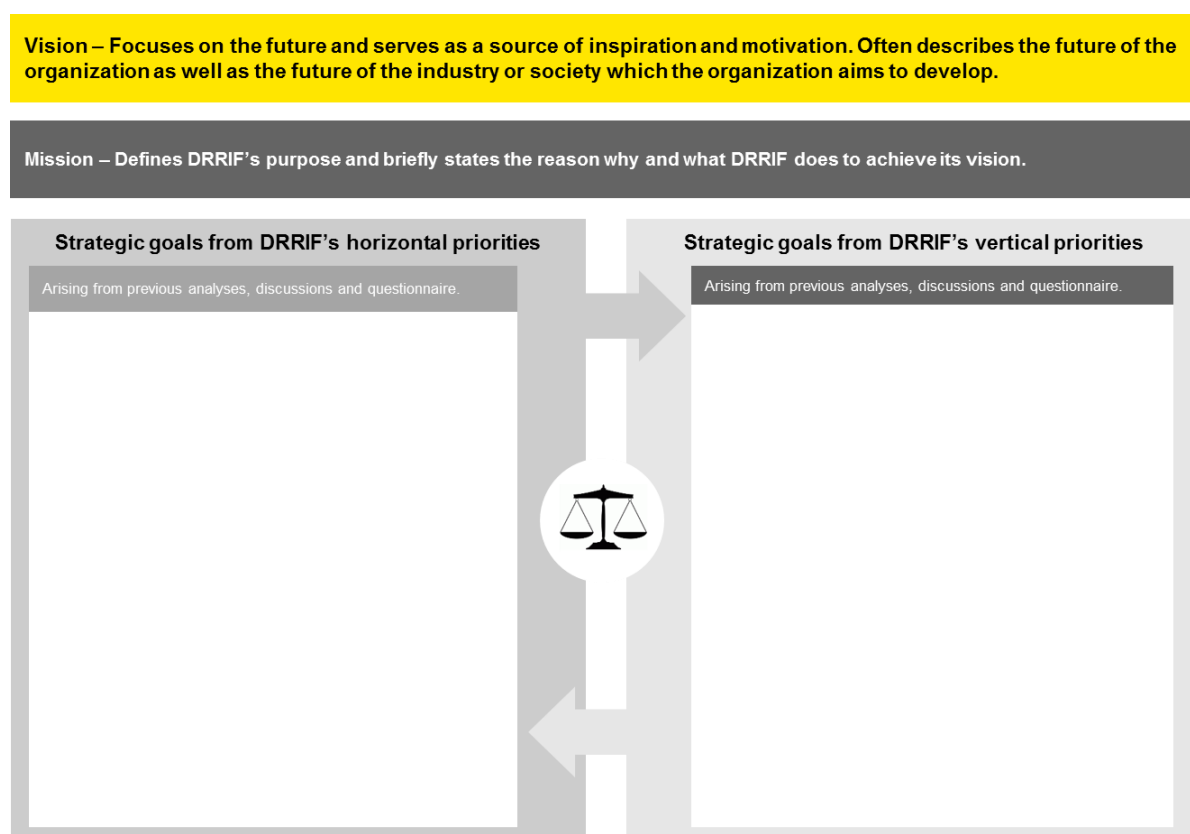 Vision – Focuses on the future and serves as a source of inspiration and motivation. Often describes the future of the
organization as well as the future of the industry or society which the organization aims to develop.
Mission – Defines DRRIF’s purpose and briefly states the reason why and what DRRIF does to achieve its vision.
Strategic goals from DRRIF’s horizontal priorities
Arising from previous analyses, discussions and questionnaire.
Strategic goals from DRRIF’s vertical priorities
Arising from previous analyses, discussions and questionnaire.